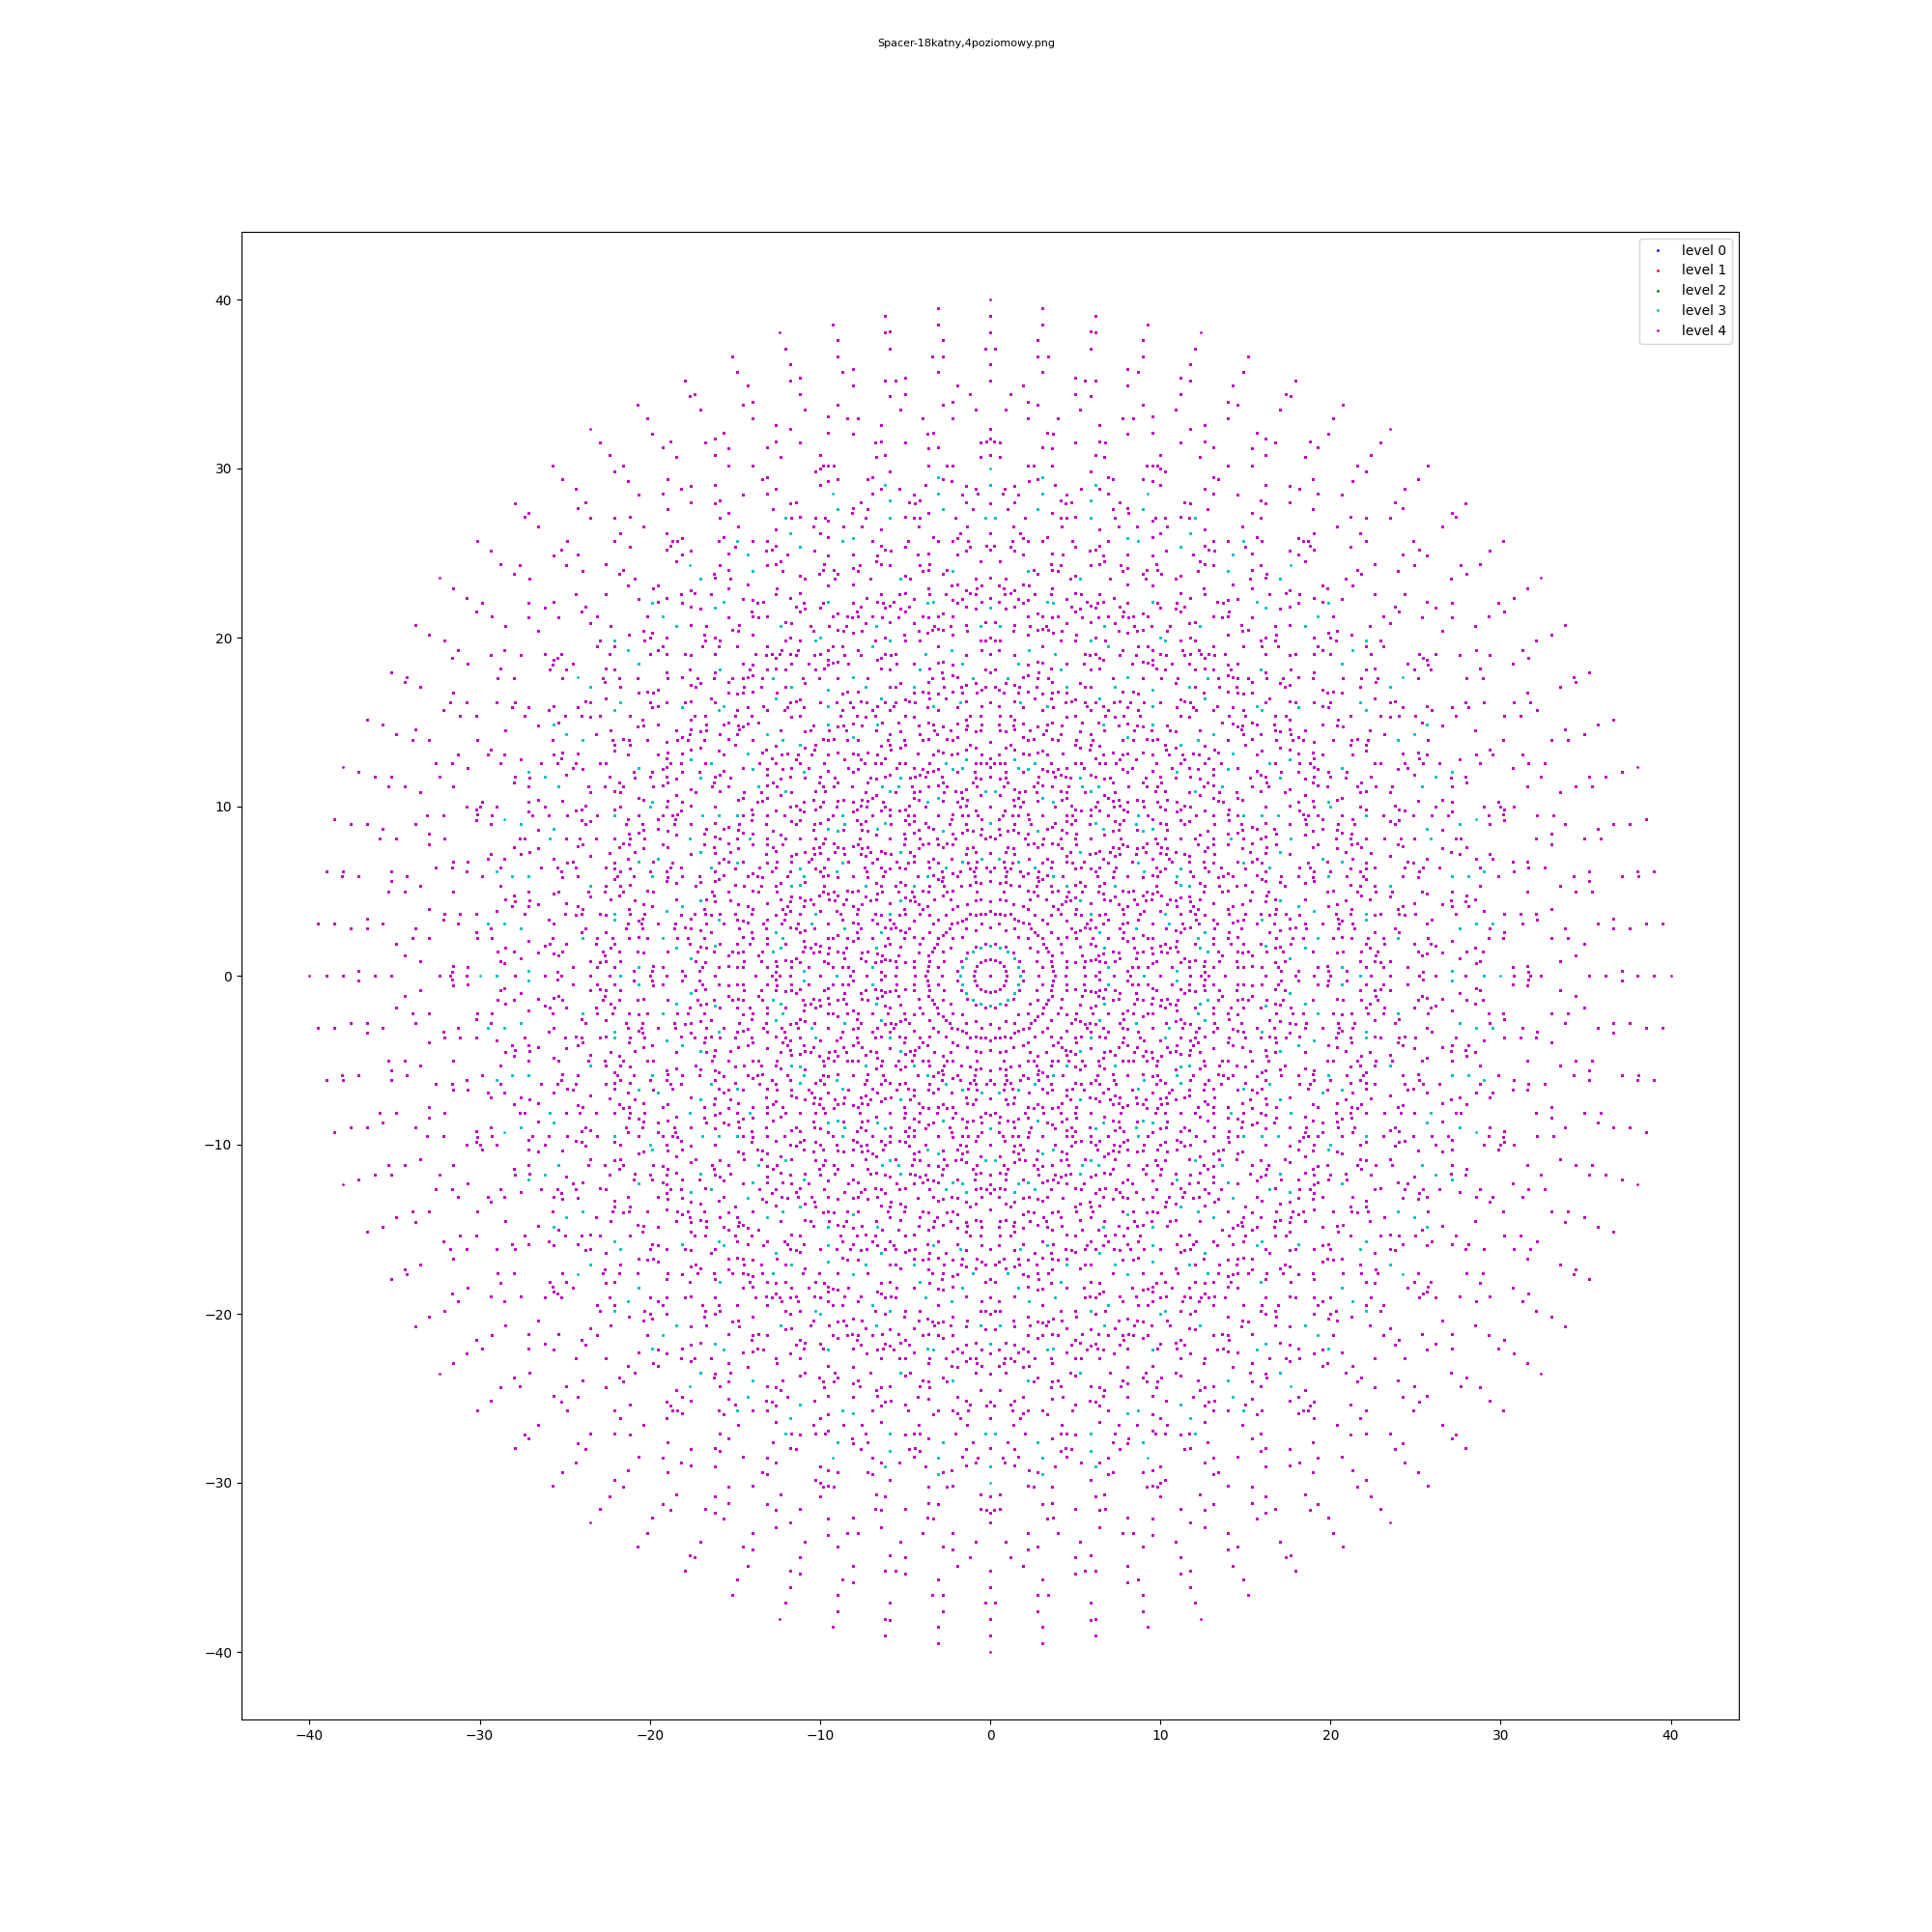 Spacer-18katny,4poziomowy.png
level 0
level 1
level 2
level 3
level 4
40
30
20
10
0
−10
−20
−30
−40
−40 −30 −20 −10 0 10 20 30 40